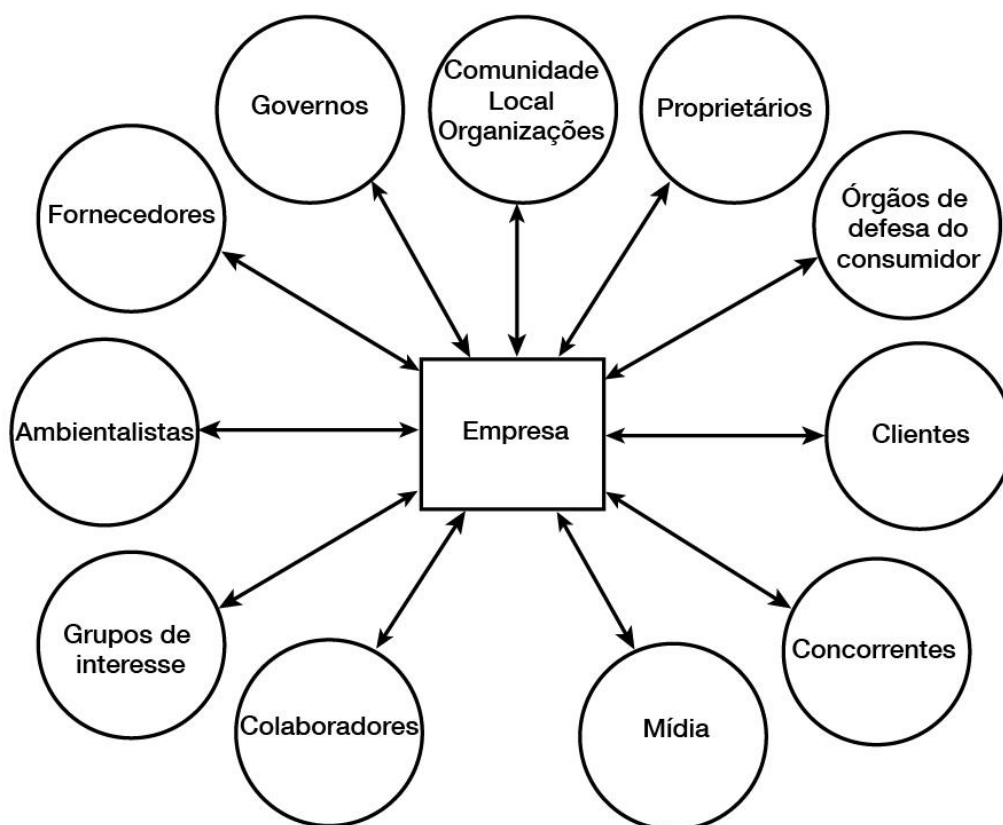 Governos
Comunidade
Local
Organizações
Proprietários
Fornecedores
Órgãos de
defesa do
consumidor
Ambientalistas
Empresa
Clientes
Grupos de
interesse
Colaboradores
Mídia
Concorrentes